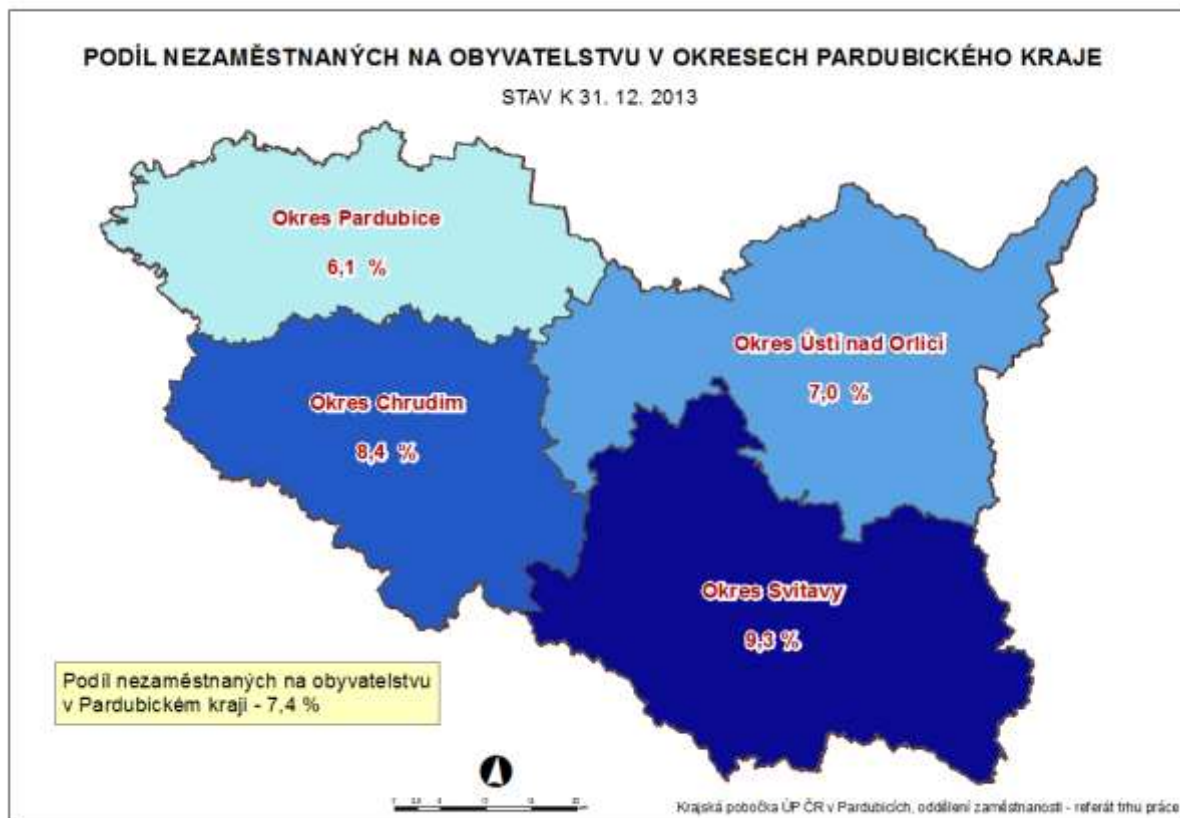 PODÍL NEZAMĚSTNANÝCH NA OBYVATELSTVU V OKRESECH PARDUBICKÉHO KRAJE
STAV K 31. 12. 2013
Okres Pardubice
6,1 %
Okres Ústí nad Orlicí
7,0 %
Okres Chrudim
8,4 %
Okres Svitavy
9,3 %
Podíl nezaměstnaných na obyvatelstvu
v Pardubickém kraji - 7,4 %
Krajská pobočka ÚP ČR v Pardubicích, oddělení zaměstnanosti - referát trhu práce